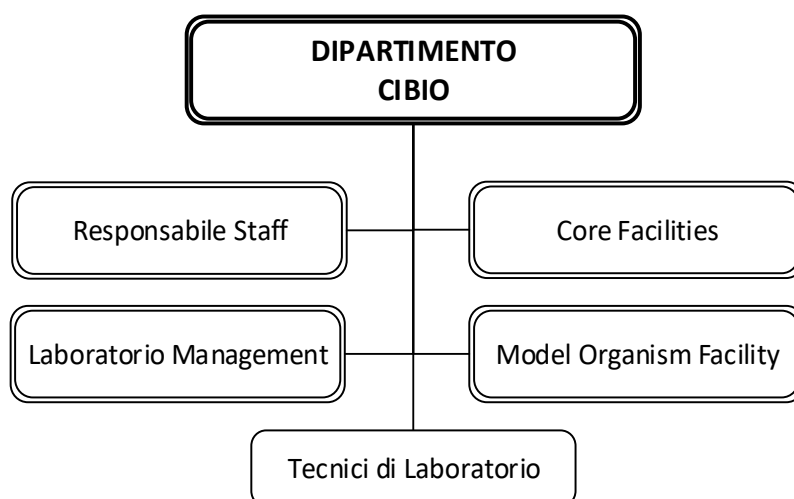 DIPARTIMENTO
CIBIO
Responsabile Staff
Core Facilities
Laboratorio Management
Model Organism Facility
Tecnici di Laboratorio